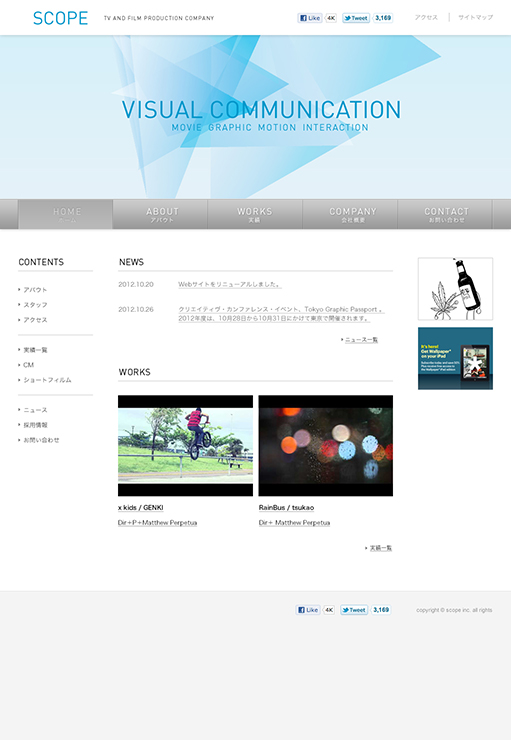 SCOPE
TV AND FILM PRODUCTION COMPANY
Like 4K Tweet 3,169
アクセス
サイトマップ
VISUAL COMMUNICATION
MOVIE GRAPHIC MOTION INTERACTION
HOME
ホーム
ABOUT
アバウト
WORKS
実績
COMPANY
会社概要
CONTACT
お問い合わせ
CONTENTS
アバウト
スタッフ
アクセス
実績一覧
CM
ショートフィルム
ニュース
採用情報
お問い合わせ
NEWS
2012.10.20 Webサイトをリニューアルしました。
2012.10.26 クリエイティヴ・カンファレンス・イベント、Tokyo Graphic Passport 。
2012年度は、10月28日から10月31日にかけて東京で開催されます。
ニュース一覧
WORKS
x kids / GENKI
Dir+P+Matthew Perpetua
RainBus / tsukao
Dir+ Matthew Perpetua
実績一覧
It's here!
Get Wallpaper*
on your iPad
Like 4K Tweet 3,169
copyright © scope inc. all rights